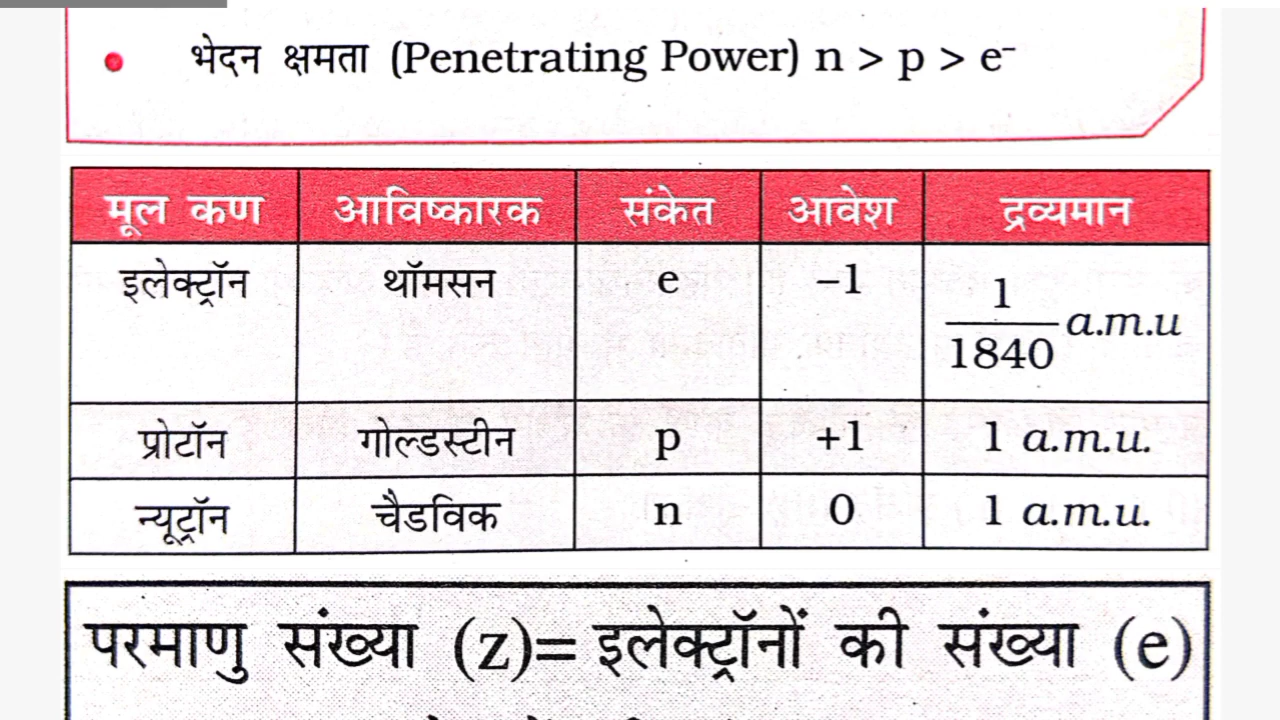 • भेदन क्षमता (Penetrating Power) n > p > e⁻
मूल कण आविष्कारक संकेत आवेश द्रव्यमान
इलेक्ट्रॉन थॉमसन e –1 1/1840 a.m.u
प्रोटॉन गोल्डस्टीन p +1 1 a.m.u.
न्यूट्रॉन चैडविक n 0 1 a.m.u.
परमाणु संख्या (z)= इलेक्ट्रॉनों की संख्या (e)